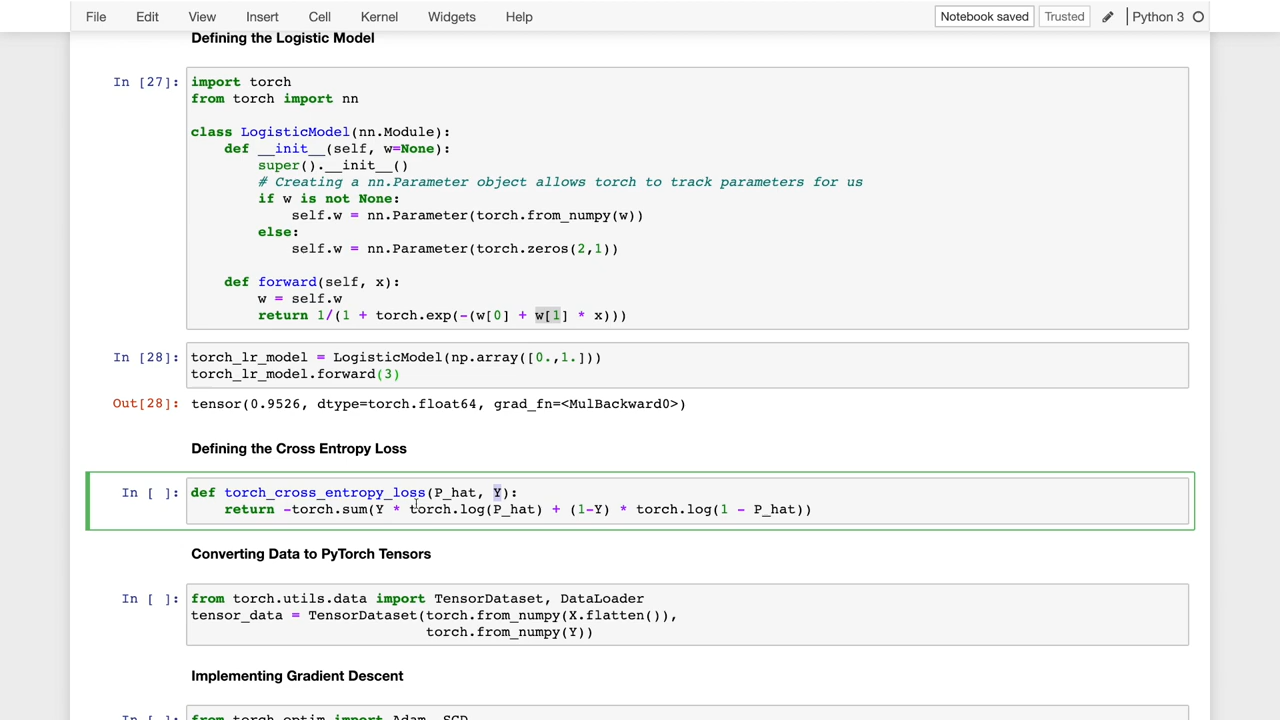 File Edit View Insert Cell Kernel Widgets Help Notebook saved Trusted Python 3
Defining the Logistic Model
In [27]: import torch
from torch import nn
class LogisticModel(nn.Module):
def __init__(self, w=None):
super().__init__()
# Creating a nn.Parameter object allows torch to track parameters for us
if w is not None:
self.w = nn.Parameter(torch.from_numpy(w))
else:
self.w = nn.Parameter(torch.zeros(2,1))
def forward(self, x):
w = self.w
return 1/(1 + torch.exp(-(w[0] + w[1] * x)))
In [28]: torch_lr_model = LogisticModel(np.array([0.,1.]))
torch_lr_model.forward(3)
Out[28]: tensor(0.9526, dtype=torch.float64, grad_fn=<MulBackward0>)
Defining the Cross Entropy Loss
In [ ]: def torch_cross_entropy_loss(P_hat, Y):
return -torch.sum(Y * torch.log(P_hat) + (1-Y) * torch.log(1 - P_hat))
Converting Data to PyTorch Tensors
In [ ]: from torch.utils.data import TensorDataset, DataLoader
tensor_data = TensorDataset(torch.from_numpy(X.flatten()),
torch.from_numpy(Y))
Implementing Gradient Descent
In [ ]: from torch.optim import Adam, SGD